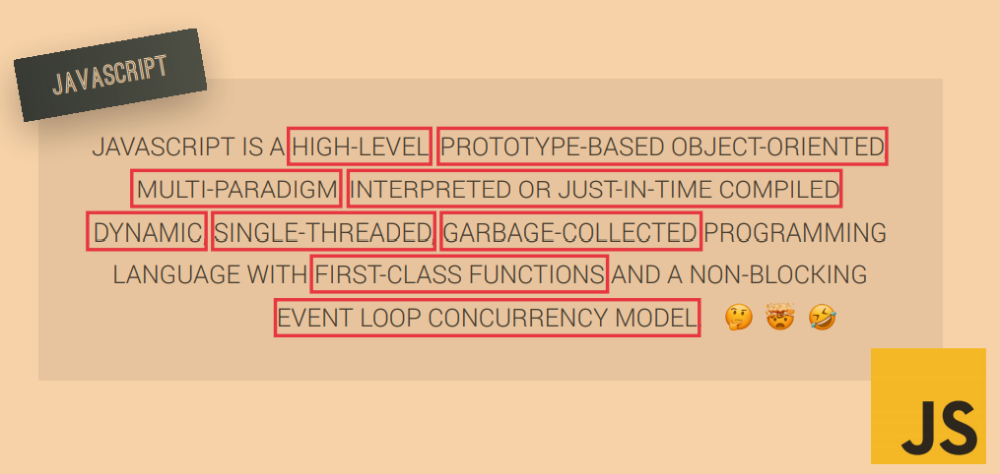 JAVASCRIPT
JAVASCRIPT IS A HIGH-LEVEL, PROTOTYPE-BASED OBJECT-ORIENTED,
MULTI-PARADIGM, INTERPRETED OR JUST-IN-TIME COMPILED,
DYNAMIC, SINGLE-THREADED, GARBAGE-COLLECTED PROGRAMMING
LANGUAGE WITH FIRST-CLASS FUNCTIONS AND A NON-BLOCKING
EVENT LOOP CONCURRENCY MODEL. 🤔 🤯 🤣
JS